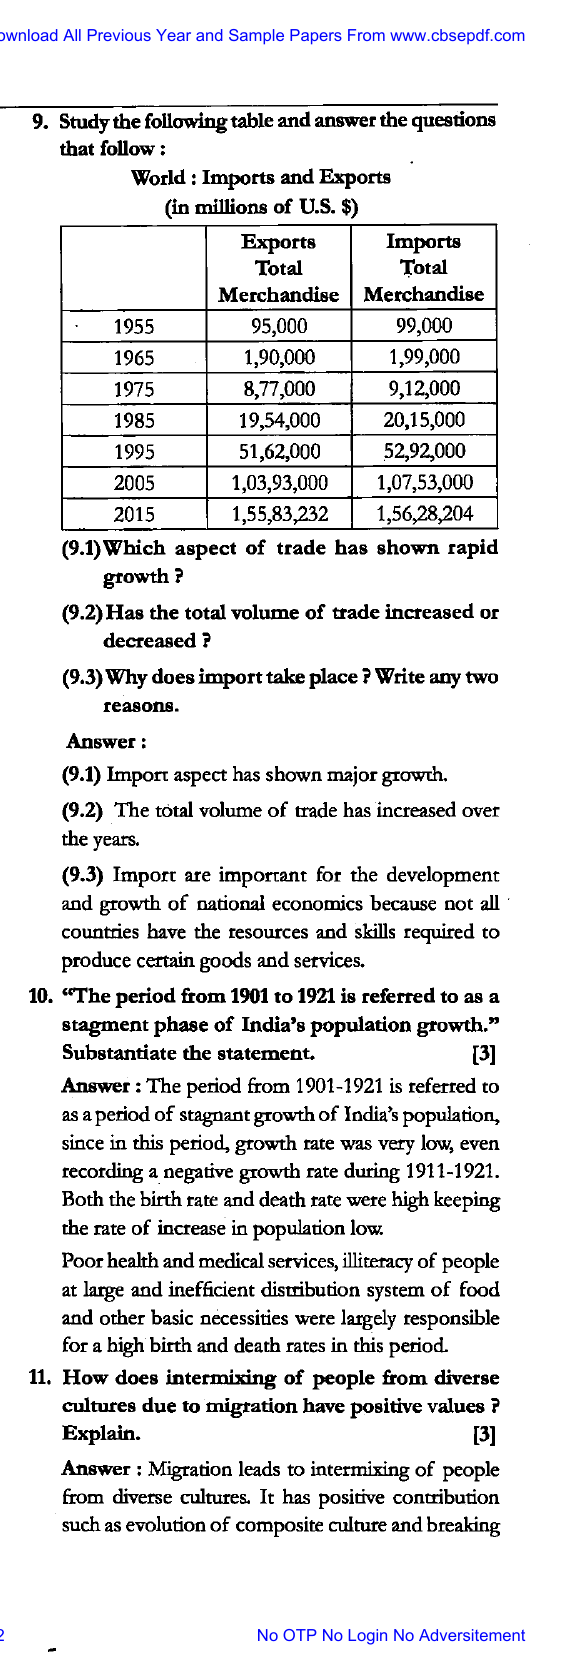 ownload All Previous Year and Sample Papers From www.cbsepdf.com
9. Study the following table and answer the questions
that follow :
World : Imports and Exports
(in millions of U.S. $)
Exports Total Merchandise Imports Total Merchandise
1955 95,000 99,000
1965 1,90,000 1,99,000
1975 8,77,000 9,12,000
1985 19,54,000 20,15,000
1995 51,62,000 52,92,000
2005 1,03,93,000 1,07,53,000
2015 1,55,83,232 1,56,28,204
(9.1) Which aspect of trade has shown rapid
growth ?
(9.2) Has the total volume of trade increased or
decreased ?
(9.3) Why does import take place ? Write any two
reasons.
Answer :
(9.1) Import aspect has shown major growth.
(9.2) The total volume of trade has increased over
the years.
(9.3) Import are important for the development
and growth of national economics because not all
countries have the resources and skills required to
produce certain goods and services.
10. “The period from 1901 to 1921 is referred to as a
stagment phase of India’s population growth.”
Substantiate the statement. [3]
Answer : The period from 1901-1921 is referred to
as a period of stagnant growth of India’s population,
since in this period, growth rate was very low, even
recording a negative growth rate during 1911-1921.
Both the birth rate and death rate were high keeping
the rate of increase in population low.
Poor health and medical services, illiteracy of people
at large and inefficient distribution system of food
and other basic necessities were largely responsible
for a high birth and death rates in this period.
11. How does intermixing of people from diverse
cultures due to migration have positive values ?
Explain. [3]
Answer : Migration leads to intermixing of people
from diverse cultures. It has positive contribution
such as evolution of composite culture and breaking
2 No OTP No Login No Adversitement